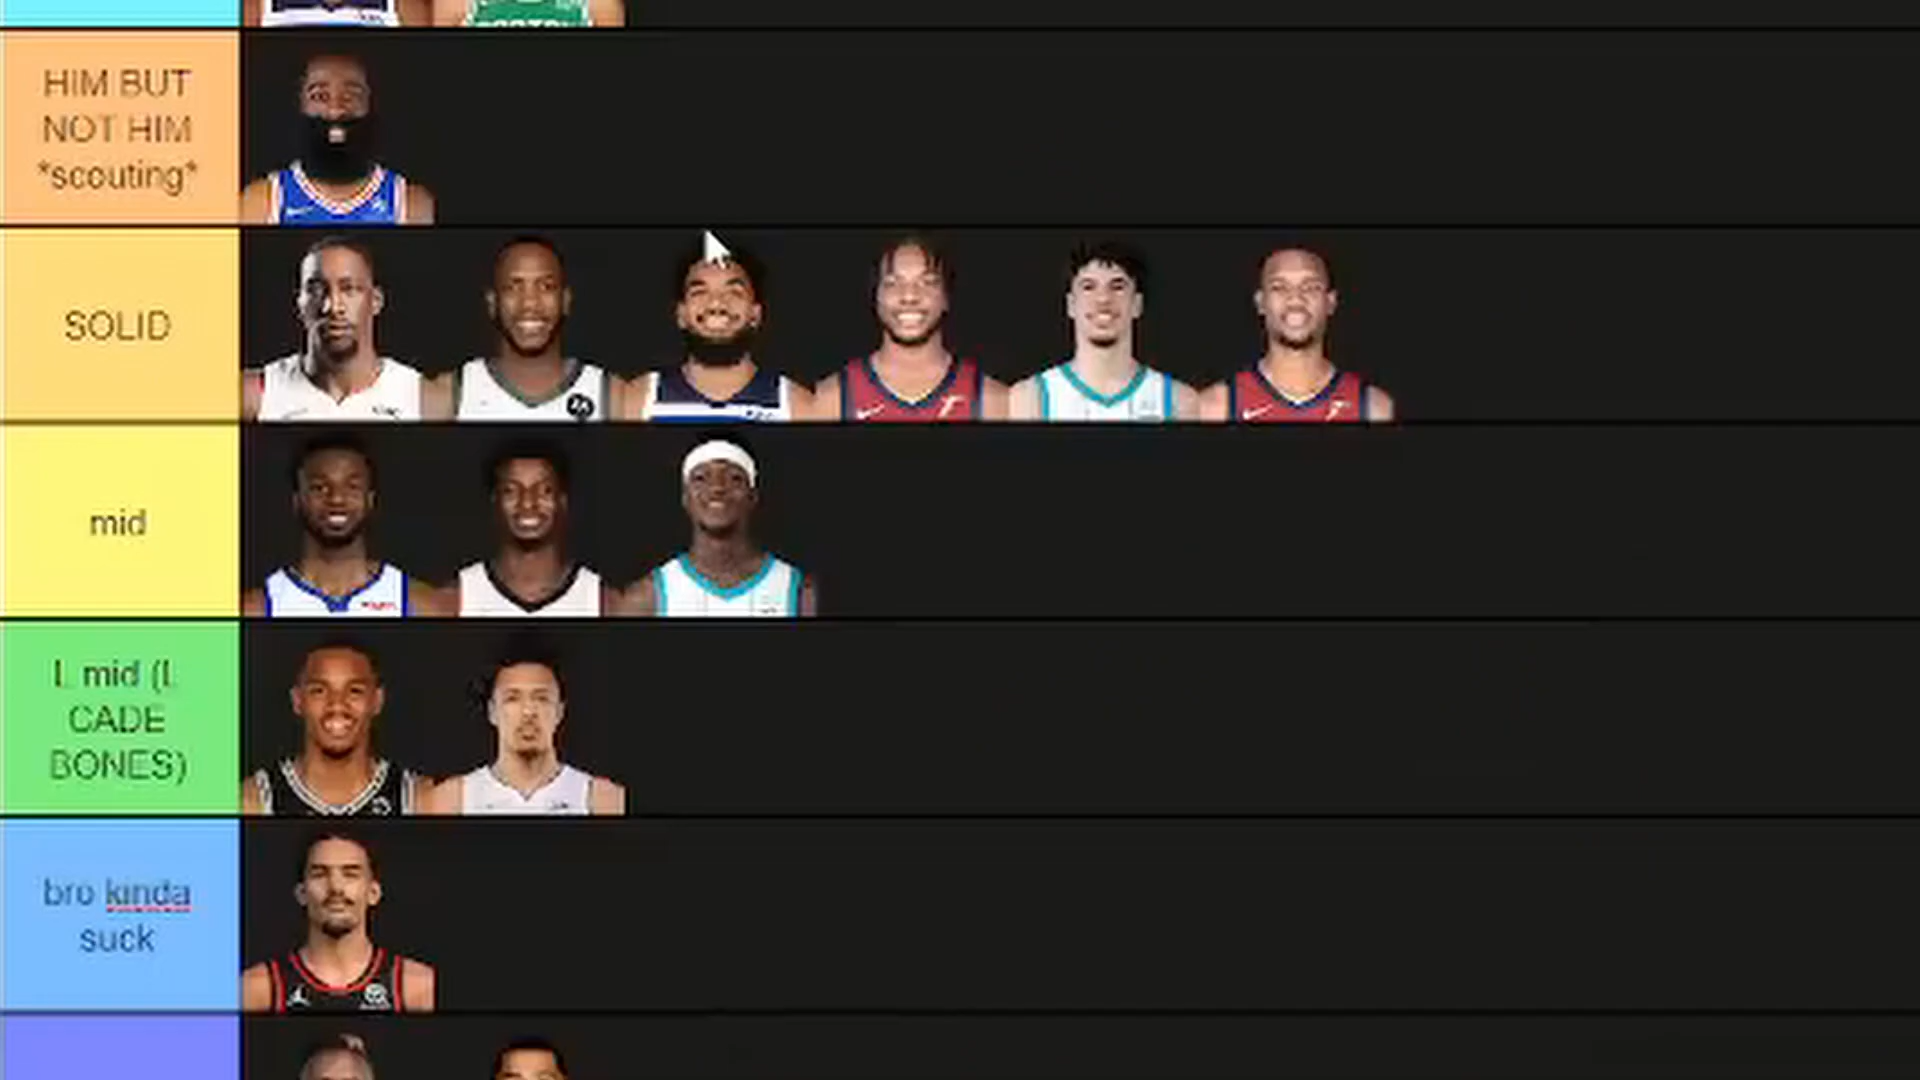 HIM BUT
NOT HIM
*scouting*
SOLID
mid
L mid (L
CADE
BONES)
bro kinda
suck